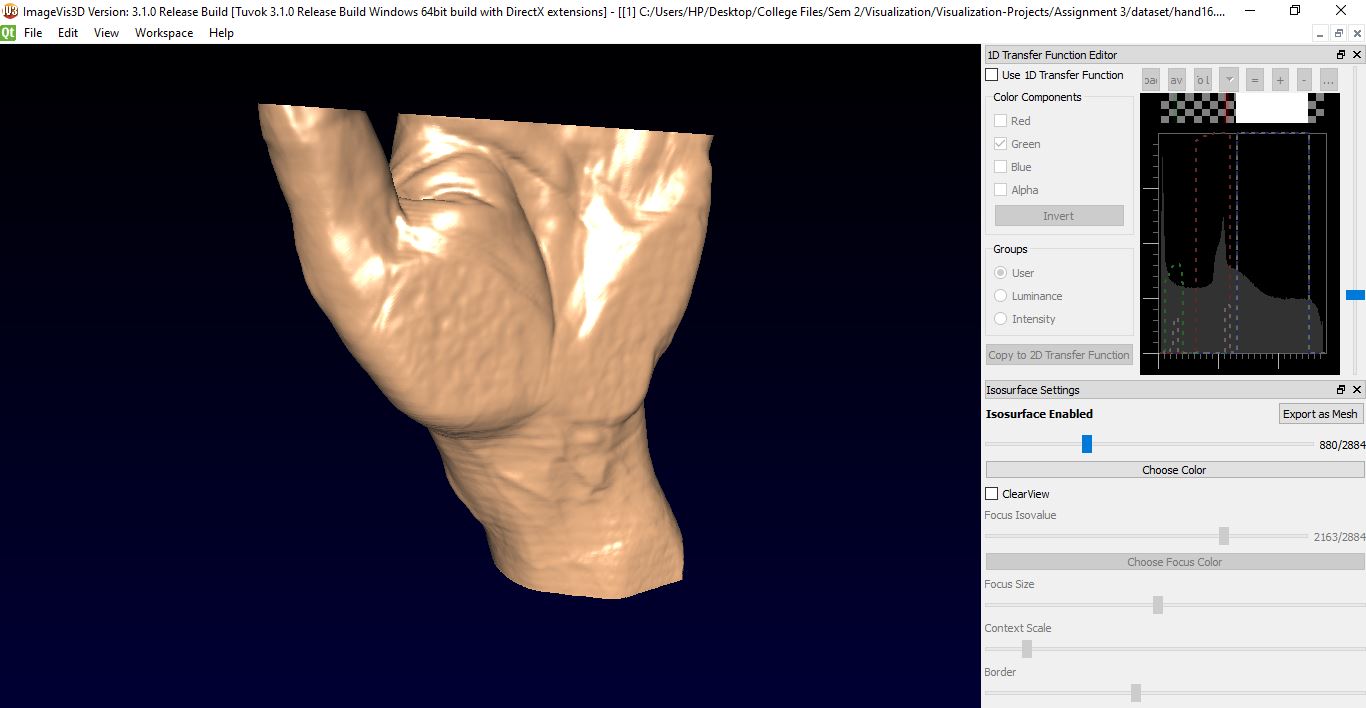 ImageVis3D Version: 3.1.0 Release Build [Tuvok 3.1.0 Release Build Windows 64bit build with DirectX extensions] - [[1] C:/Users/HP/Desktop/College Files/Sem 2/Visualization/Visualization-Projects/Assignment 3/dataset/hand16....
Qt File Edit View Workspace Help
1D Transfer Function Editor
Use 1D Transfer Function
= + - ...
Color Components
Red
Green
Blue
Alpha
Invert
Groups
User
Luminance
Intensity
Copy to 2D Transfer Function
Isosurface Settings
Isosurface Enabled
Export as Mesh
880/2884
Choose Color
ClearView
Focus Isovalue
2163/2884
Choose Focus Color
Focus Size
Context Scale
Border